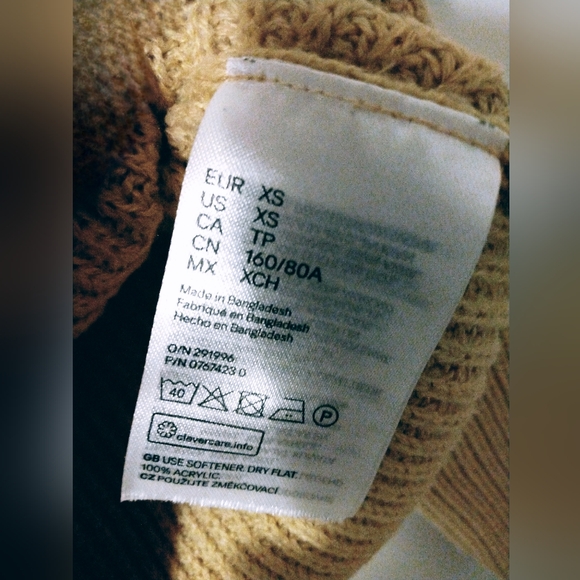 EUR XS
US XS
CA TP
CN 160/80A
MX XCH
Made in Bangladesh
Fabriqué en Bangladesh
Hecho en Bangladesh
O/N 291996
P/N 0767423 0
40 P
clevercare.info
GB USE SOFTENER. DRY FLAT.
100% ACRYLIC.
CZ POUŽIJTE ZMĚKČOVACÍ